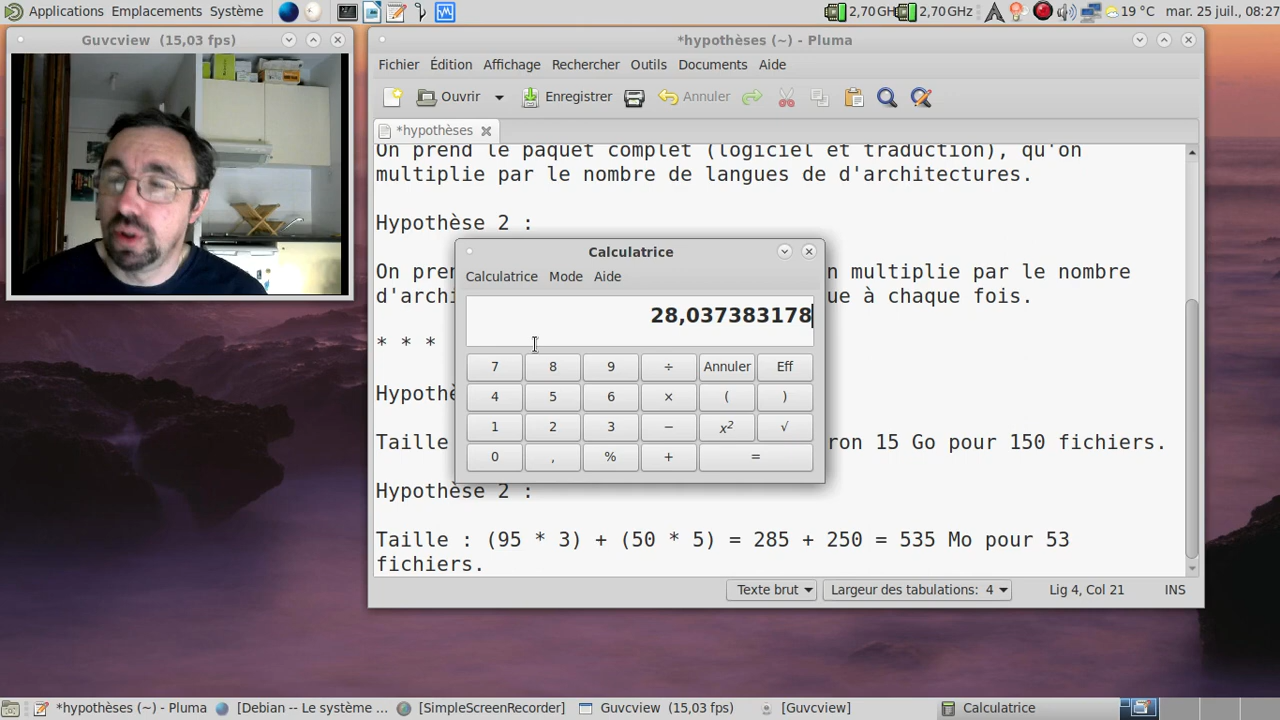 Applications Emplacements Système
2,70 GH 2,70 GHZ 19 °C mar. 25 juil., 08:27
Guvcview (15,03 fps)
*hypothèses (~) - Pluma
Fichier Édition Affichage Rechercher Outils Documents Aide
Ouvrir Enregistrer Annuler
*hypothèses
On prend le paquet complet (logiciel et traduction), qu'on
multiplie par le nombre de langues de d'architectures.
Hypothèse 2 :
On pren n multiplie par le nombre
d'archi ue à chaque fois.
* * *
Hypothè
Taille ron 15 Go pour 150 fichiers.
Hypothèse 2 :
Taille : (95 * 3) + (50 * 5) = 285 + 250 = 535 Mo pour 53
fichiers.
Texte brut Largeur des tabulations: 4 Lig 4, Col 21 INS
Calculatrice
Calculatrice Mode Aide
28,037383178
7 8 9 ÷ Annuler Eff
4 5 6 × ( )
1 2 3 − x² √
0 , % + =
*hypothèses (~) - Pluma [Debian -- Le système ... [SimpleScreenRecorder] Guvcview (15,03 fps) [Guvcview] Calculatrice